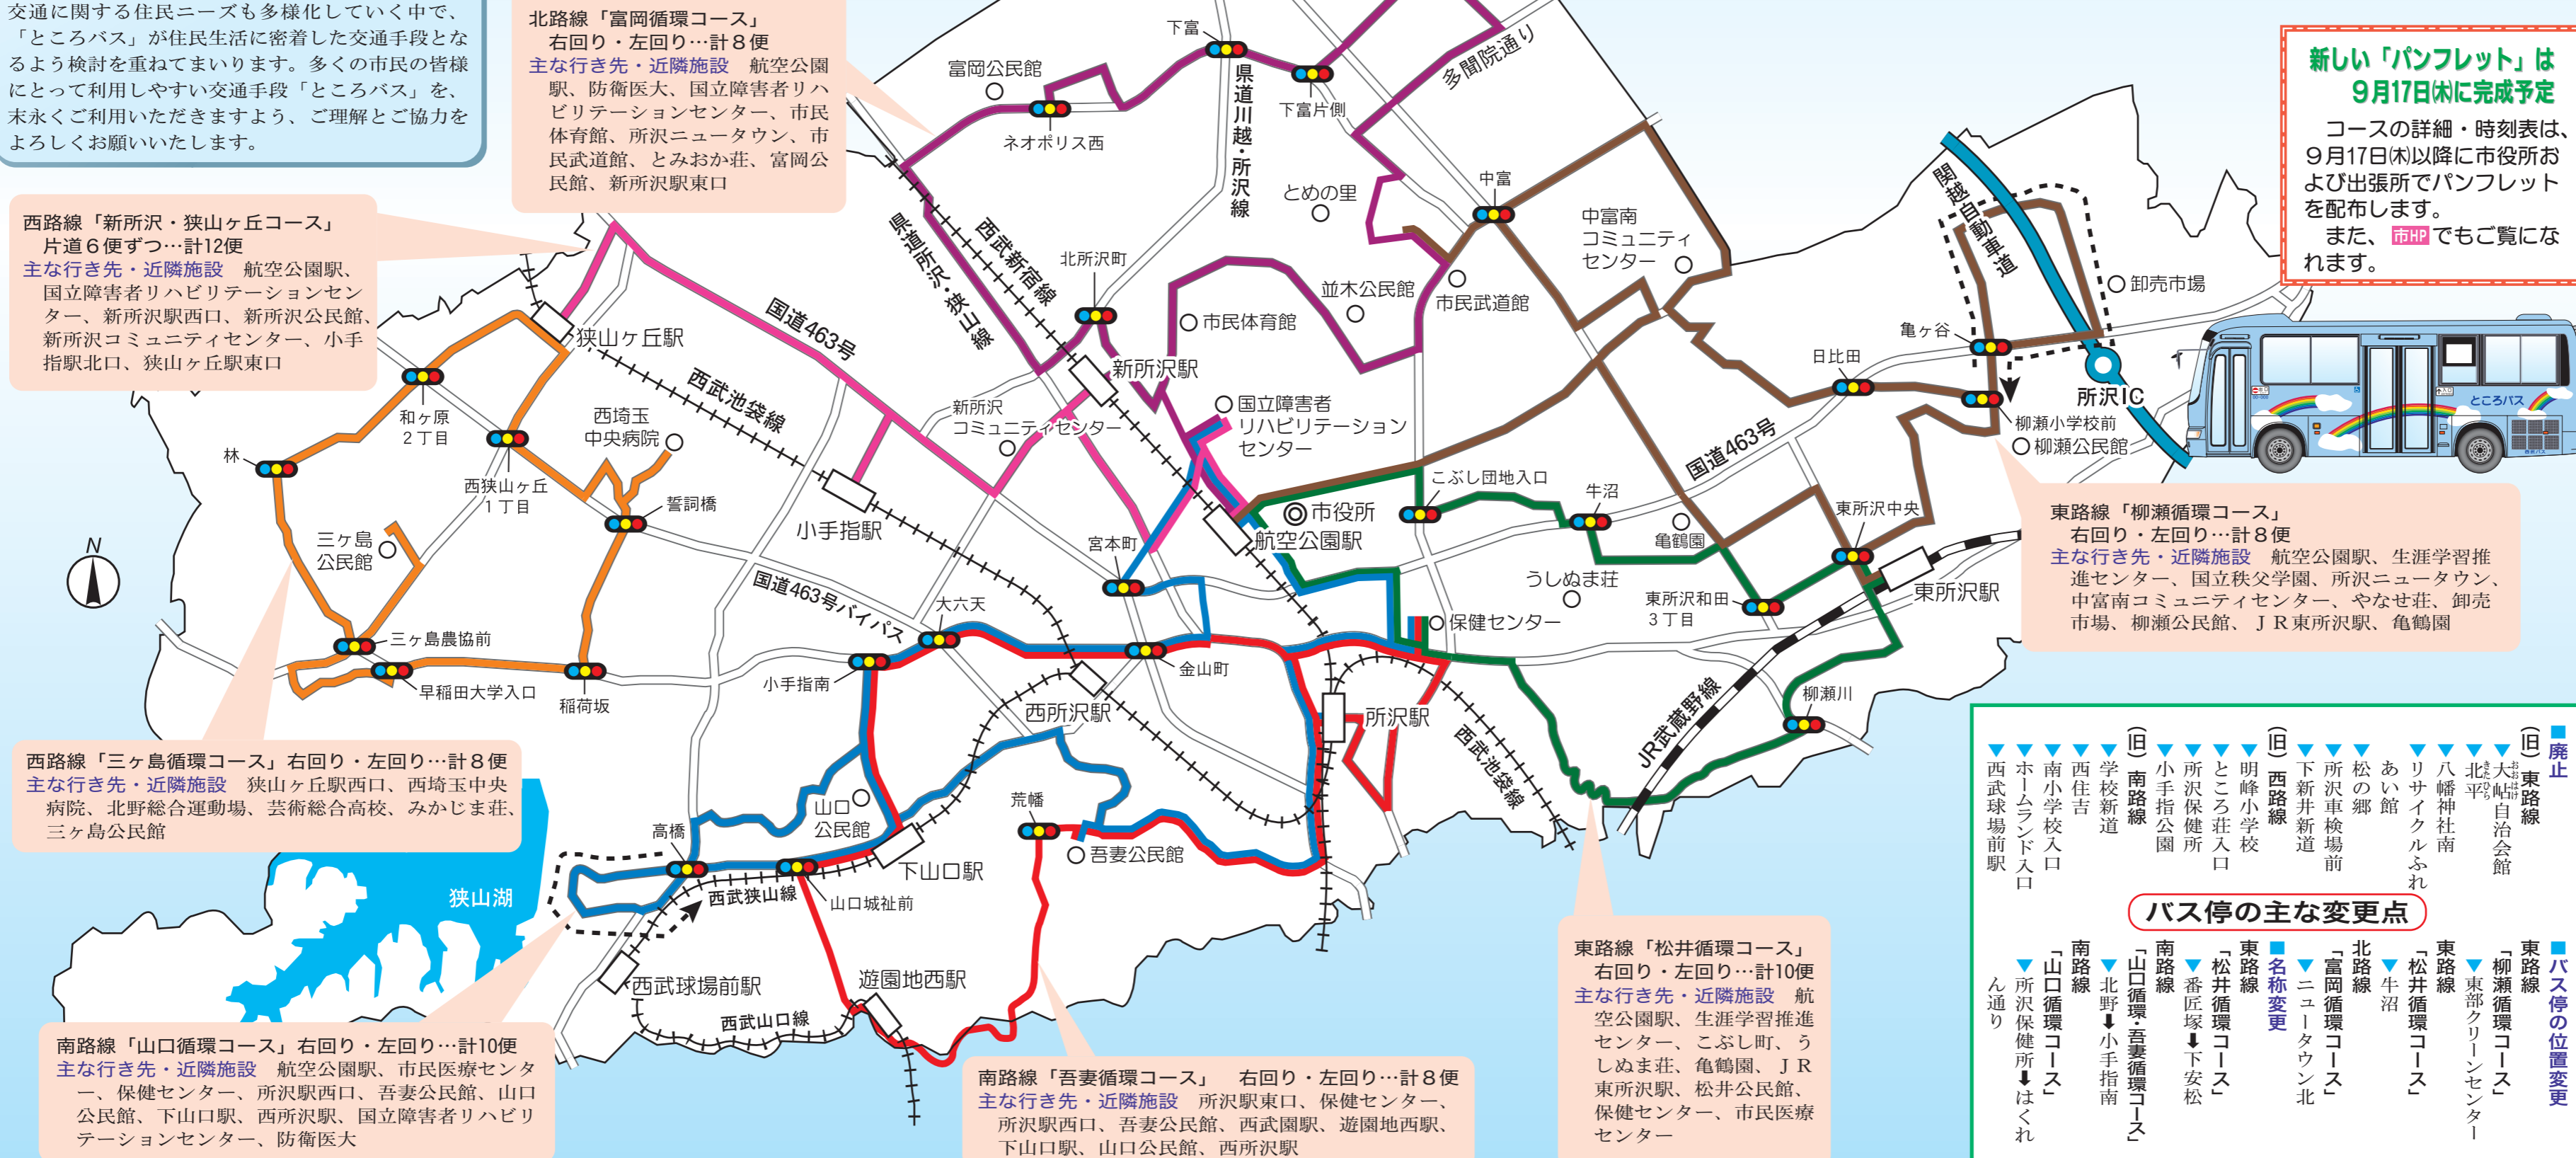 交通に関する住民ニーズも多様化していく中で、
「ところバス」が住民生活に密着した交通手段とな
るよう検討を重ねてまいります。多くの市民の皆様
にとって利用しやすい交通手段「ところバス」を、
末永くご利用いただきますよう、ご理解とご協力を
よろしくお願いいたします。
北路線「富岡循環コース」
右回り・左回り…計８便
主な行き先・近隣施設　航空公園
駅、防衛医大、国立障害者リハ
ビリテーションセンター、市民
体育館、所沢ニュータウン、市
民武道館、とみおか荘、富岡公
民館、新所沢駅東口
西路線「新所沢・狭山ヶ丘コース」
片道６便ずつ…計12便
主な行き先・近隣施設　航空公園駅、
国立障害者リハビリテーションセン
ター、新所沢駅西口、新所沢公民館、
新所沢コミュニティセンター、小手
指駅北口、狭山ヶ丘駅東口
新しい「パンフレット」は
９月17日㈭に完成予定
コースの詳細・時刻表は、
９月17日㈭以降に市役所お
よび出張所でパンフレット
を配布します。
また、市HPでもご覧にな
れます。
下富
富岡公民館
ネオポリス西
県道川越・所沢線
下富片側
多聞院通り
とめの里
中富
中富南
コミュニティ
センター
市民武道館
関越自動車道
卸売市場
亀ヶ谷
日比田
所沢IC
柳瀬小学校前
柳瀬公民館
ところバス
県道所沢・狭山線
西武新宿線
北所沢町
並木公民館
市民体育館
新所沢駅
国道463号
狭山ヶ丘駅
西武池袋線
和ヶ原
２丁目
西埼玉
中央病院
新所沢
コミュニティセンター
国立障害者
リハビリテーション
センター
林
西狭山ヶ丘
１丁目
誓詞橋
小手指駅
市役所
航空公園駅
こぶし団地入口
牛沼
国道463号
亀鶴園
東所沢中央
東所沢駅
N
三ヶ島
公民館
宮本町
国道463号バイパス
大六天
うしぬま荘
東所沢和田
３丁目
保健センター
三ヶ島農協前
早稲田大学入口
稲荷坂
小手指南
金山町
西所沢駅
所沢駅
西武池袋線
JR武蔵野線
柳瀬川
東路線「柳瀬循環コース」
右回り・左回り…計８便
主な行き先・近隣施設　航空公園駅、生涯学習推
進センター、国立秩父学園、所沢ニュータウン、
中富南コミュニティセンター、やなせ荘、卸売
市場、柳瀬公民館、ＪＲ東所沢駅、亀鶴園
西路線「三ヶ島循環コース」右回り・左回り…計８便
主な行き先・近隣施設　狭山ヶ丘駅西口、西埼玉中央
病院、北野総合運動場、芸術総合高校、みかじま荘、
三ヶ島公民館
狭山湖
高橋
山口
公民館
荒幡
吾妻公民館
下山口駅
西武狭山線
山口城祉前
西武球場前駅
遊園地西駅
西武山口線
南路線「山口循環コース」右回り・左回り…計10便
主な行き先・近隣施設　航空公園駅、市民医療センタ
ー、保健センター、所沢駅西口、吾妻公民館、山口
公民館、下山口駅、西所沢駅、国立障害者リハビリ
テーションセンター、防衛医大
南路線「吾妻循環コース」　右回り・左回り…計８便
主な行き先・近隣施設　所沢駅東口、保健センター、
所沢駅西口、吾妻公民館、西武園駅、遊園地西駅、
下山口駅、山口公民館、西所沢駅
東路線「松井循環コース」
右回り・左回り…計10便
主な行き先・近隣施設　航
空公園駅、生涯学習推進
センター、こぶし町、う
しぬま荘、亀鶴園、ＪＲ
東所沢駅、松井公民館、
保健センター、市民医療
センター
バス停の主な変更点
■廃止
(旧)東路線
▼大帖自治会館
おおはけ
▼北平
きたひら
▼八幡神社南
▼リサイクルふれ
あい館
▼松の郷
▼所沢車検場前
▼下新井新道
(旧)西路線
▼明峰小学校
▼ところ荘入口
▼所沢保健所
▼小手指公園
(旧)南路線
▼学校新道
▼西住吉
▼南小学校入口
▼ホームランド入口
▼西武球場前駅
■バス停の位置変更
東路線
「柳瀬循環コース」
▼東部クリーンセンター
東路線
「松井循環コース」
▼牛沼
北路線
「富岡循環コース」
▼ニュータウン北
■名称変更
東路線
「松井循環コース」
▼番匠塚➡下安松
南路線
「山口循環・吾妻循環コース」
▼北野➡小手指南
南路線
「山口循環コース」
▼所沢保健所➡はくれ
ん通り